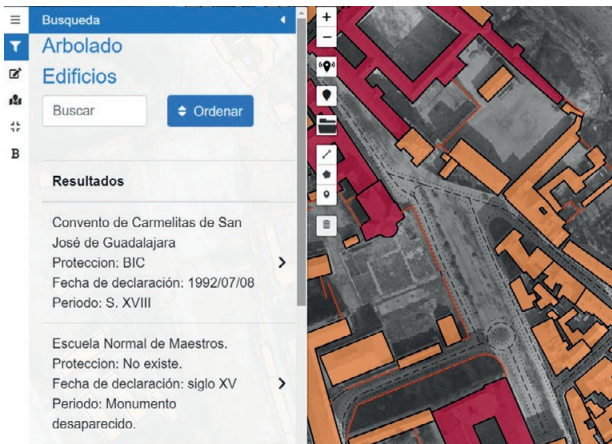 Busqueda
Arbolado
Edificios
Buscar
Ordenar
Resultados
Convento de Carmelitas de San
José de Guadalajara
Proteccion: BIC
Fecha de declaración: 1992/07/08
Periodo: S. XVIII
Escuela Normal de Maestros.
Proteccion: No existe.
Fecha de declaración: siglo XV
Periodo: Monumento
desaparecido.
B
+
−